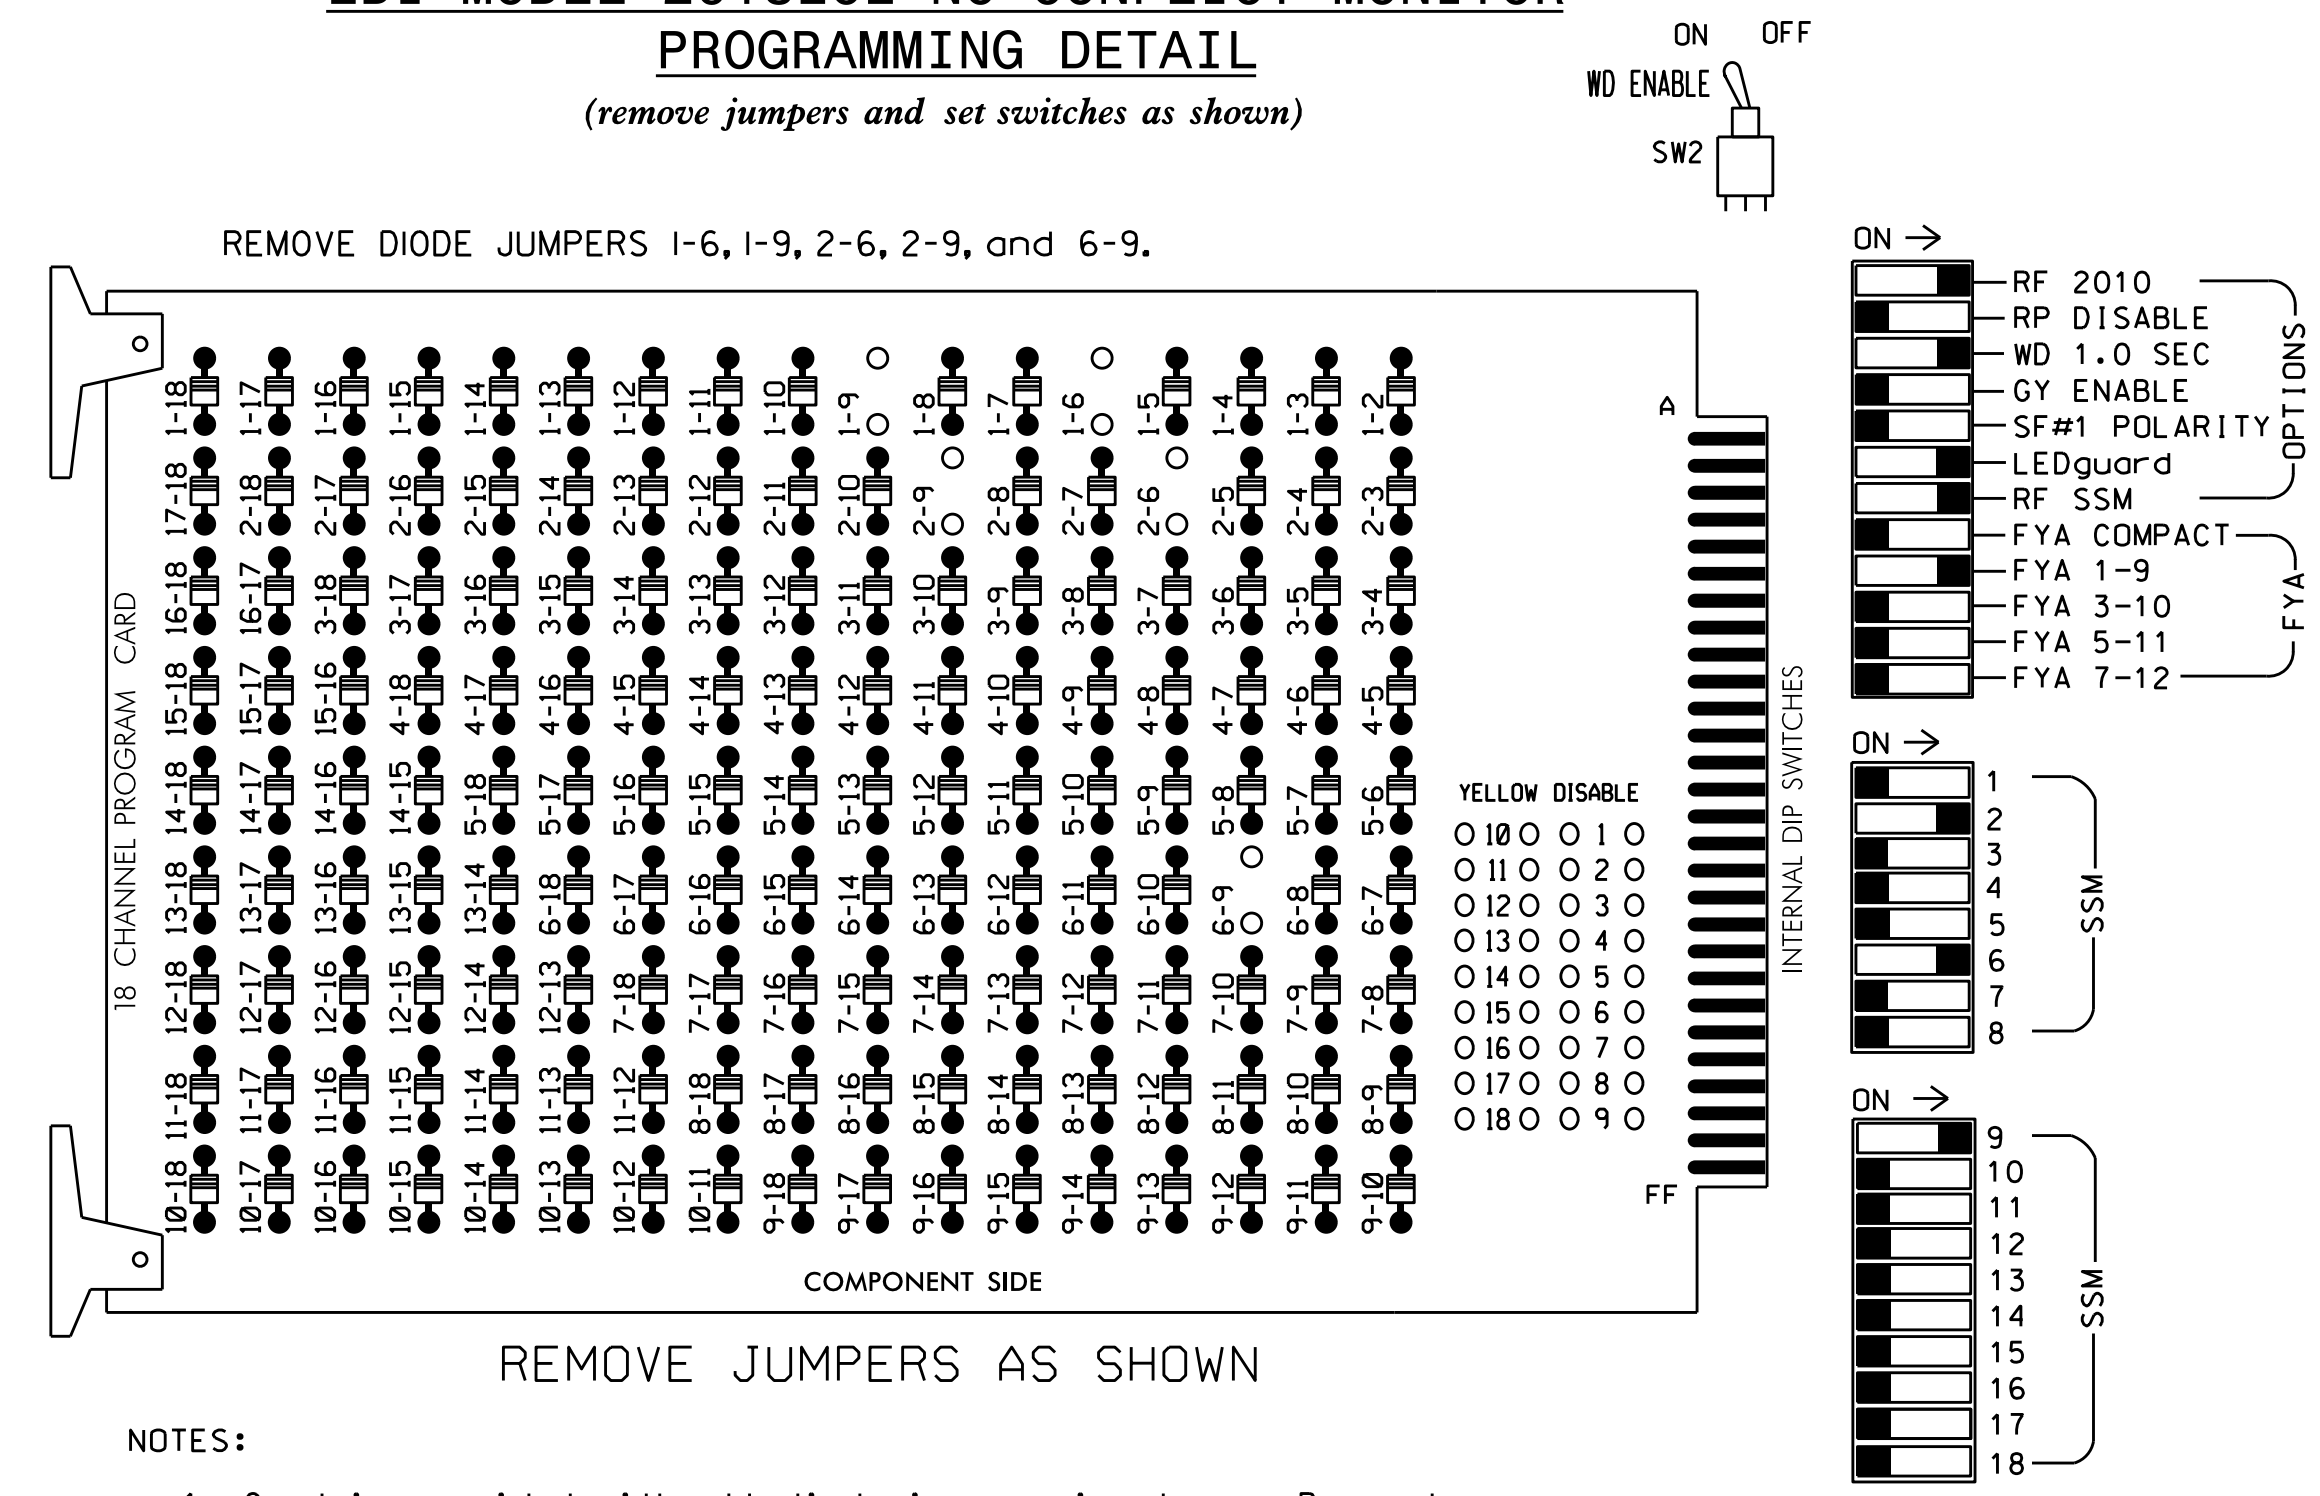 PROGRAMMING DETAIL
(remove jumpers and set switches as shown)
ON OFF
WD ENABLE
SW2
REMOVE DIODE JUMPERS 1-6, 1-9, 2-6, 2-9, and 6-9.
18 CHANNEL PROGRAM CARD
1-18 1-17 1-16 1-15 1-14 1-13 1-12 1-11 1-10 1-9 1-8 1-7 1-6 1-5 1-4 1-3 1-2
17-18 2-18 2-17 2-16 2-15 2-14 2-13 2-12 2-11 2-10 2-9 2-8 2-7 2-6 2-5 2-4 2-3
16-18 16-17 3-18 3-17 3-16 3-15 3-14 3-13 3-12 3-11 3-10 3-9 3-8 3-7 3-6 3-5 3-4
15-18 15-17 15-16 4-18 4-17 4-16 4-15 4-14 4-13 4-12 4-11 4-10 4-9 4-8 4-7 4-6 4-5
14-18 14-17 14-16 14-15 5-18 5-17 5-16 5-15 5-14 5-13 5-12 5-11 5-10 5-9 5-8 5-7 5-6
13-18 13-17 13-16 13-15 13-14 6-18 6-17 6-16 6-15 6-14 6-13 6-12 6-11 6-10 6-9 6-8 6-7
12-18 12-17 12-16 12-15 12-14 12-13 7-18 7-17 7-16 7-15 7-14 7-13 7-12 7-11 7-10 7-9 7-8
11-18 11-17 11-16 11-15 11-14 11-13 11-12 8-18 8-17 8-16 8-15 8-14 8-13 8-12 8-11 8-10 8-9
10-18 10-17 10-16 10-15 10-14 10-13 10-12 10-11 9-18 9-17 9-16 9-15 9-14 9-13 9-12 9-11 9-10
A
YELLOW DISABLE
10 1
11 2
12 3
13 4
14 5
15 6
16 7
17 8
18 9
FF
COMPONENT SIDE
INTERNAL DIP SWITCHES
ON →
RF 2010
RP DISABLE
WD 1.0 SEC
GY ENABLE
SF#1 POLARITY
LEDguard
RF SSM
OPTIONS
FYA COMPACT
FYA 1-9
FYA 3-10
FYA 5-11
FYA 7-12
FYA
ON →
1
2
3
4
5
6
7
8
SSM
ON →
9
10
11
12
13
14
15
16
17
18
SSM
REMOVE JUMPERS AS SHOWN
NOTES: